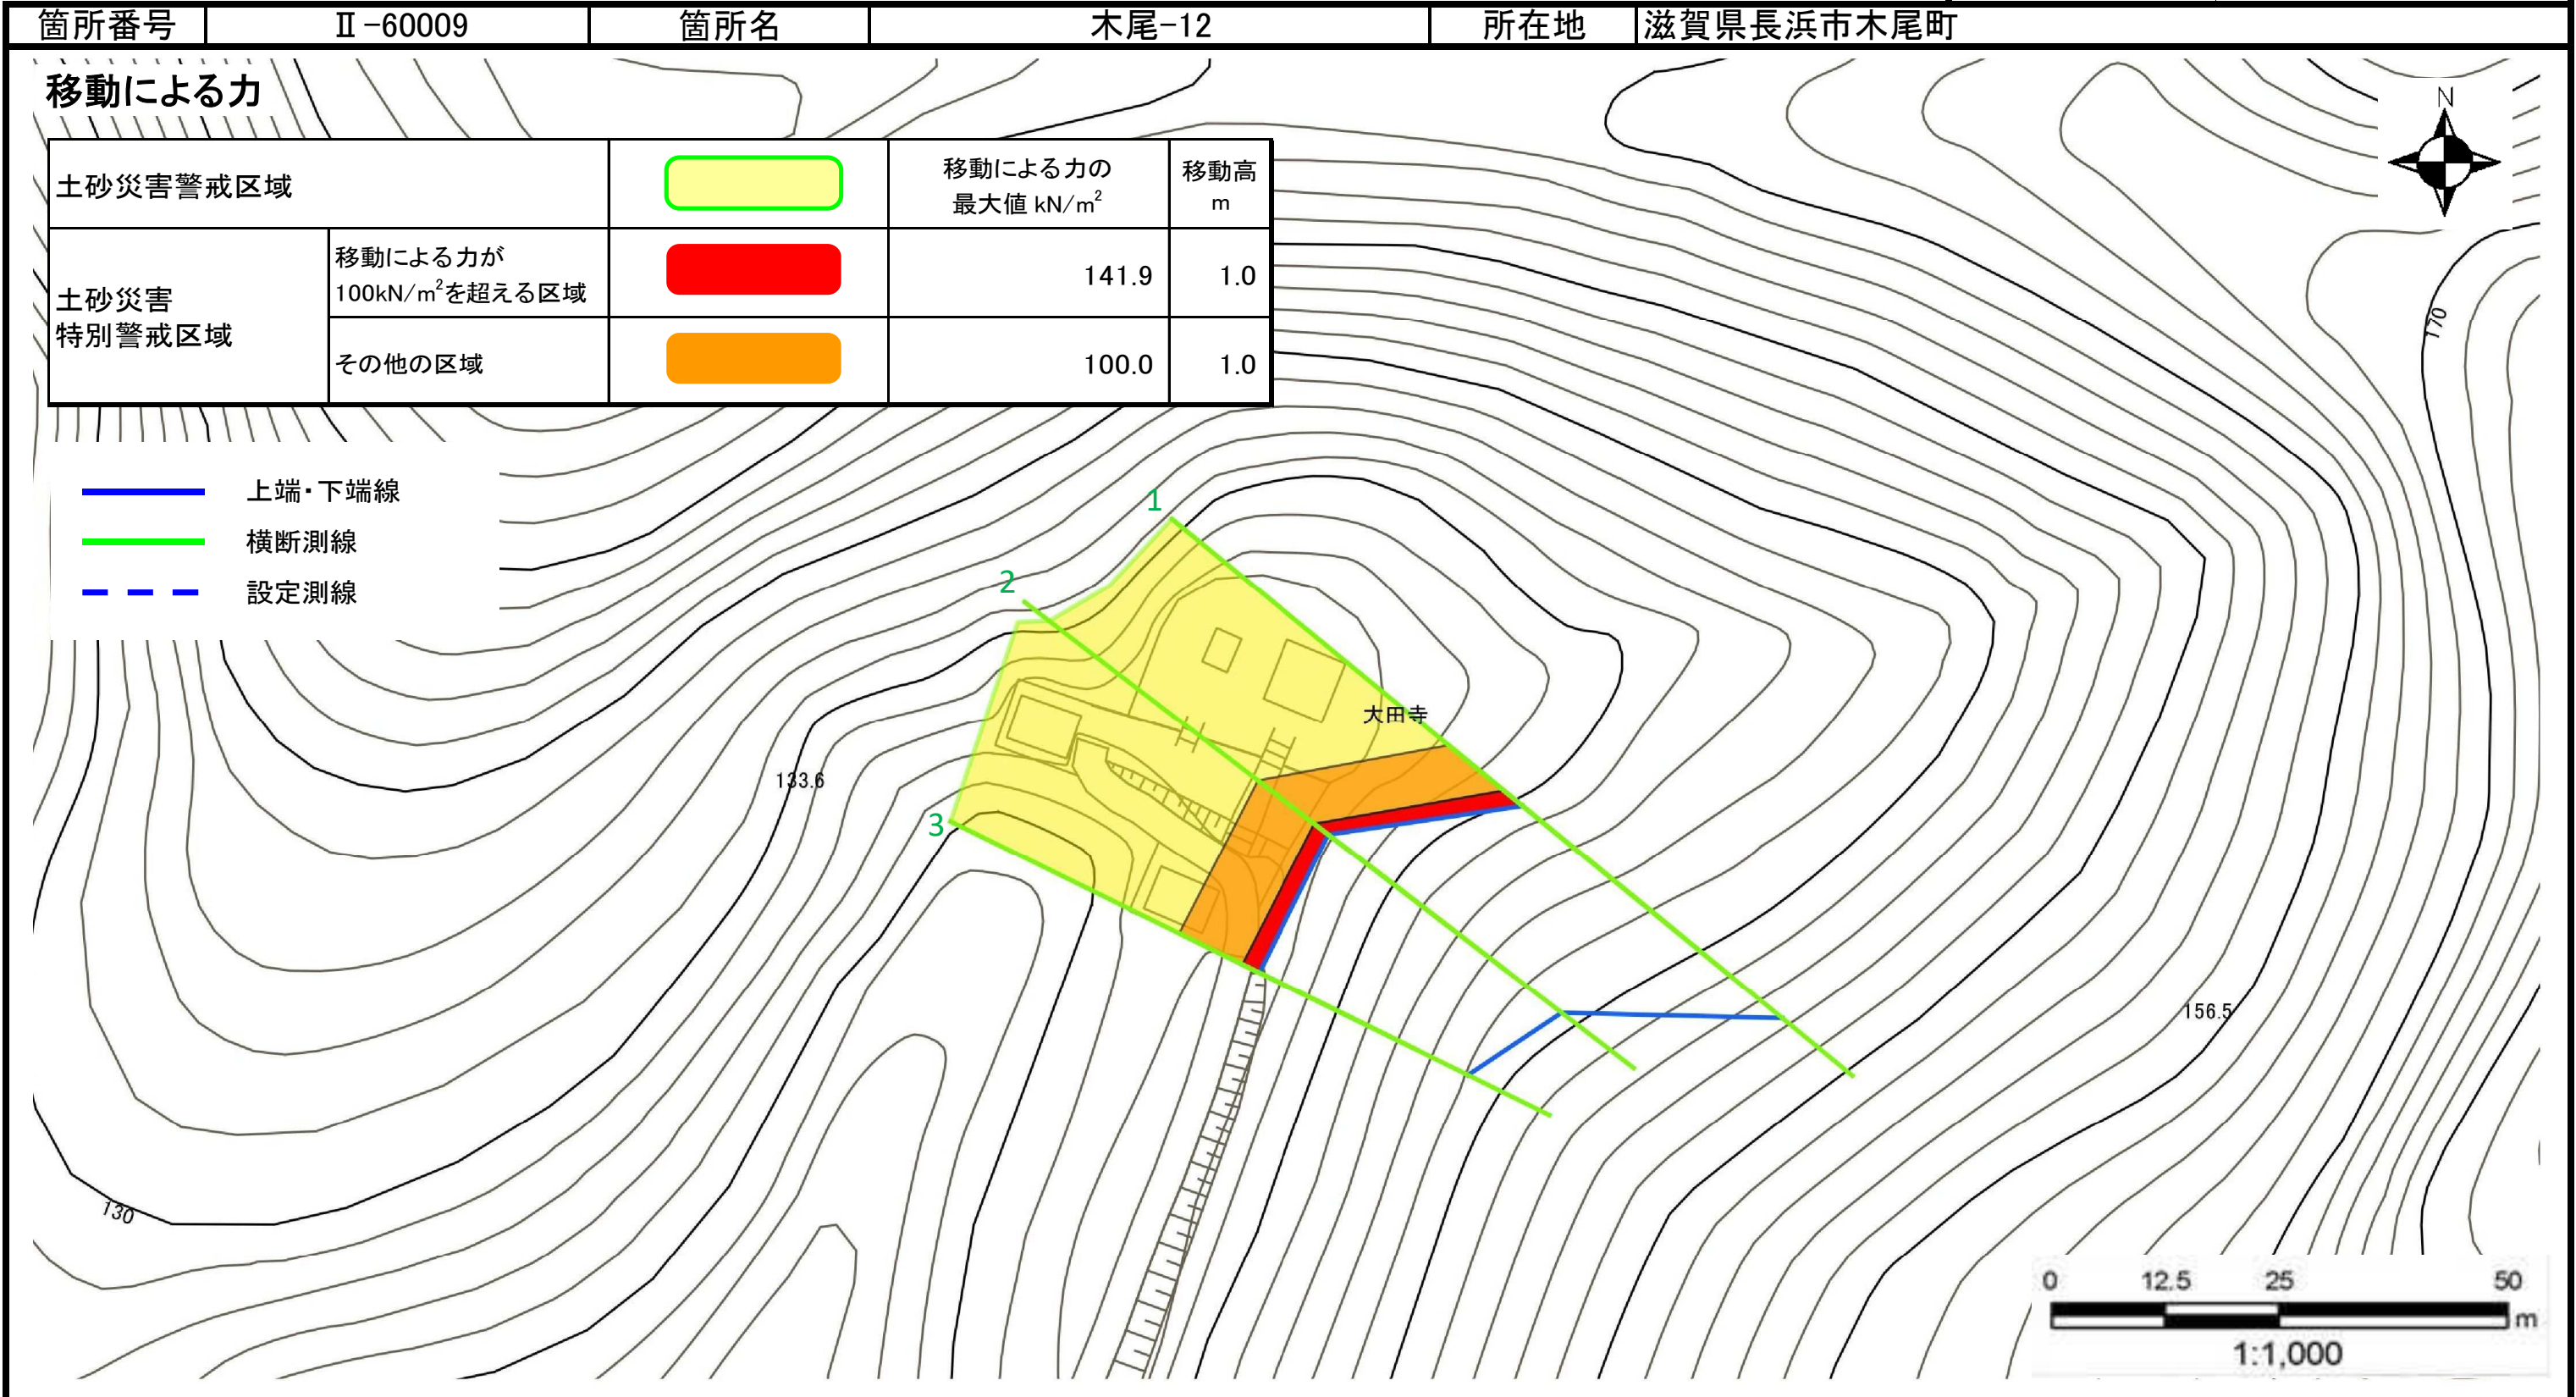 箇所番号 Ⅱ-60009 箇所名 木尾-12 所在地 滋賀県長浜市木尾町
移動による力
N
土砂災害警戒区域
移動による力の
最大値 kN/m²
移動高
m
土砂災害
特別警戒区域
移動による力が
100kN/m²を超える区域
141.9 1.0
その他の区域
100.0 1.0
170
上端・下端線
横断測線
設定測線
1
2
大田寺
133.6
3
156.5
130
0 12.5 25 50
m
1:1,000